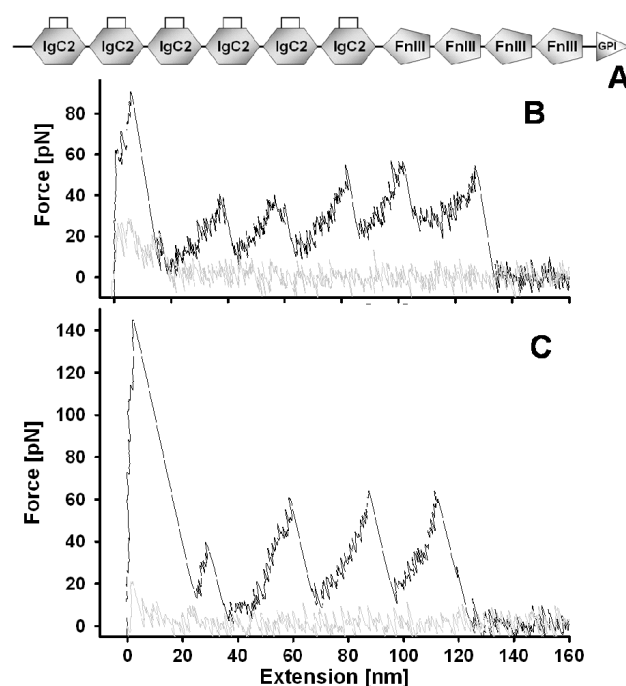 IgC2 IgC2 IgC2 IgC2 IgC2 IgC2 FnIII FnIII FnIII FnIII GPI
A
B
Force [pN]
80
60
40
20
0
C
Force [pN]
140
120
100
80
60
40
20
0
0 20 40 60 80 100 120 140 160
Extension [nm]